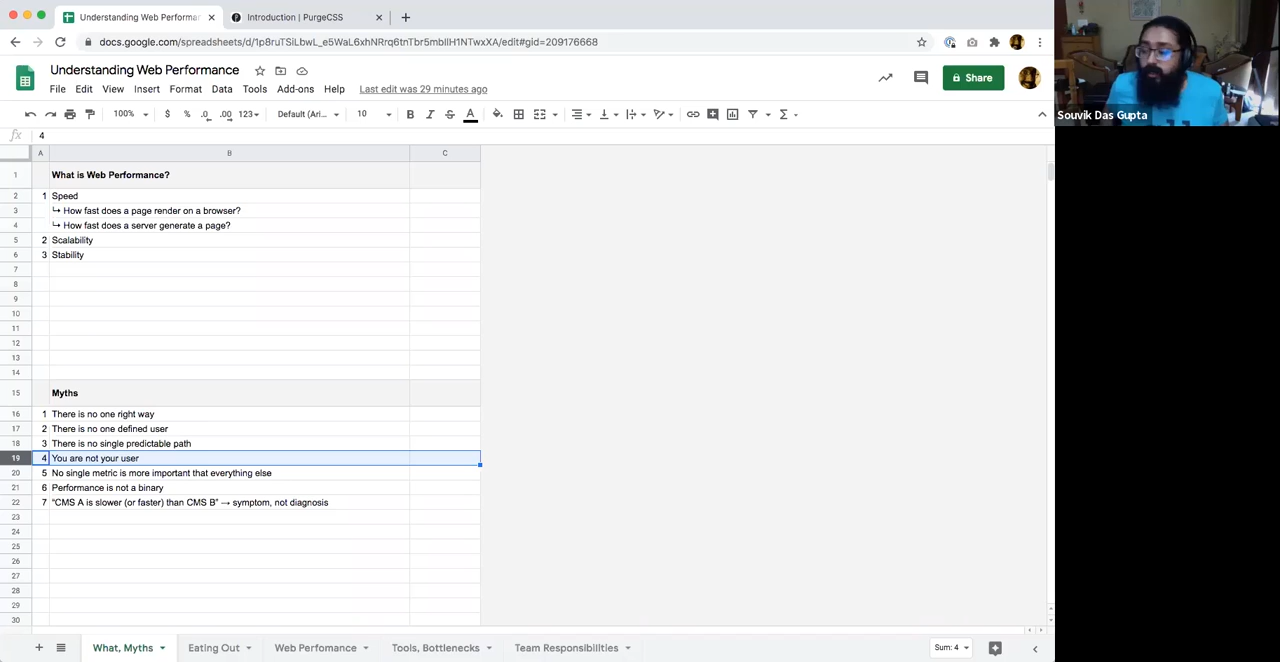 Understanding Web Performan
Introduction | PurgeCSS
docs.google.com/spreadsheets/d/1p8ruTSiLbwL_e5WaL6xhNRrq6tnTbr5mbIlH1NTwxXA/edit#gid=209176668
Understanding Web Performance
File Edit View Insert Format Data Tools Add-ons Help Last edit was 29 minutes ago
Share
100% $ % .0 .00 123 Default (Ari... 10 B I S A
fx 4
A B C
1 What is Web Performance?
2 1 Speed
3 ↳ How fast does a page render on a browser?
4 ↳ How fast does a server generate a page?
5 2 Scalability
6 3 Stability
7
8
9
10
11
12
13
14
15 Myths
16 1 There is no one right way
17 2 There is no one defined user
18 3 There is no single predictable path
19 4 You are not your user
20 5 No single metric is more important that everything else
21 6 Performance is not a binary
22 7 "CMS A is slower (or faster) than CMS B" → symptom, not diagnosis
23
24
25
26
27
28
29
30
What, Myths Eating Out Web Perfomance Tools, Bottlenecks Team Responsibilties Sum: 4
Souvik Das Gupta